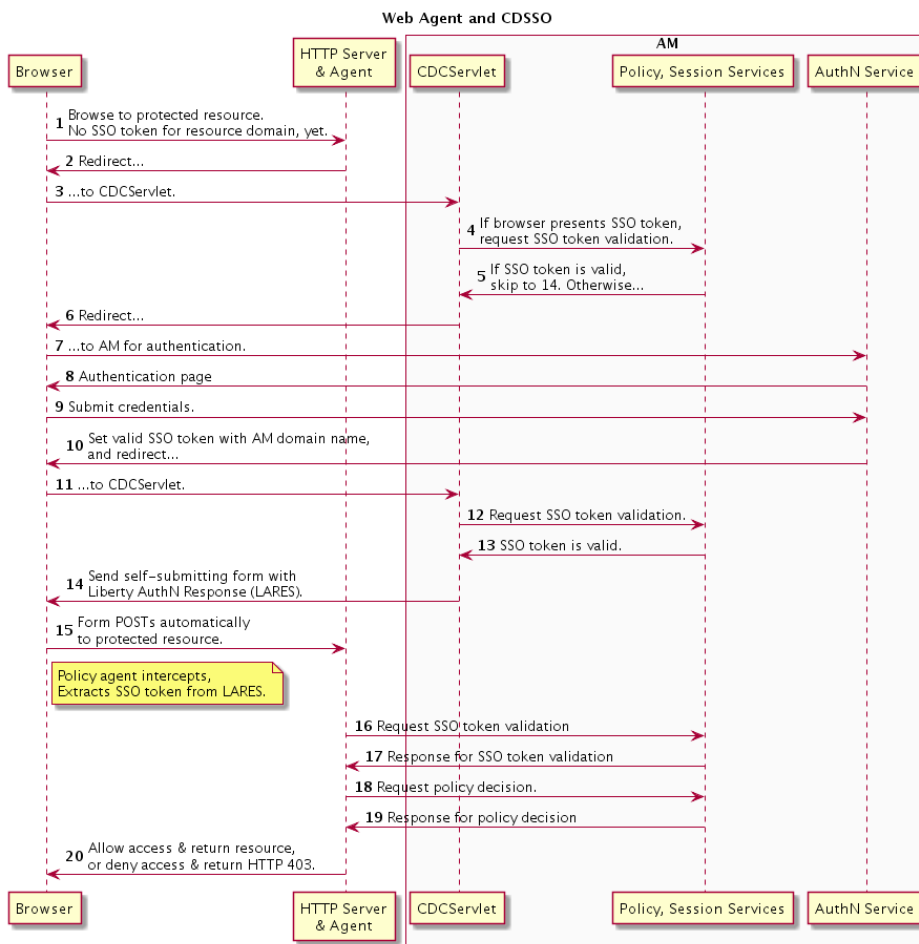 Web Agent and CDSSO
AM
Browser
HTTP Server
& Agent
CDCServlet
Policy, Session Services
AuthN Service
1 Browse to protected resource.
No SSO token for resource domain, yet.
2 Redirect...
3 ...to CDCServlet.
4 If browser presents SSO token,
request SSO token validation.
5 If SSO token is valid,
skip to 14. Otherwise...
6 Redirect...
7 ...to AM for authentication.
8 Authentication page
9 Submit credentials.
10 Set valid SSO token with AM domain name,
and redirect...
11 ...to CDCServlet.
12 Request SSO token validation.
13 SSO token is valid.
14 Send self-submitting form with
Liberty AuthN Response (LARES).
15 Form POSTs automatically
to protected resource.
Policy agent intercepts,
Extracts SSO token from LARES.
16 Request SSO token validation
17 Response for SSO token validation
18 Request policy decision.
19 Response for policy decision
20 Allow access & return resource,
or deny access & return HTTP 403.
Browser
HTTP Server
& Agent
CDCServlet
Policy, Session Services
AuthN Service